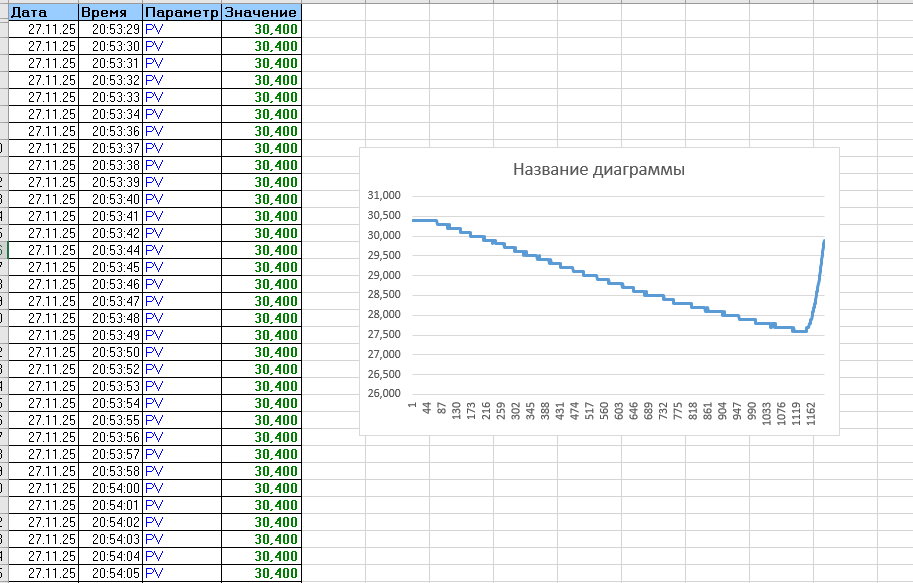 Дата Время Параметр Значение
27.11.25 20:53:29 PV 30,400
27.11.25 20:53:30 PV 30,400
27.11.25 20:53:31 PV 30,400
27.11.25 20:53:32 PV 30,400
27.11.25 20:53:33 PV 30,400
27.11.25 20:53:34 PV 30,400
27.11.25 20:53:36 PV 30,400
27.11.25 20:53:37 PV 30,400
27.11.25 20:53:38 PV 30,400
27.11.25 20:53:39 PV 30,400
27.11.25 20:53:40 PV 30,400
27.11.25 20:53:41 PV 30,400
27.11.25 20:53:42 PV 30,400
27.11.25 20:53:44 PV 30,400
27.11.25 20:53:45 PV 30,400
27.11.25 20:53:46 PV 30,400
27.11.25 20:53:47 PV 30,400
27.11.25 20:53:48 PV 30,400
27.11.25 20:53:49 PV 30,400
27.11.25 20:53:50 PV 30,400
27.11.25 20:53:52 PV 30,400
27.11.25 20:53:53 PV 30,400
27.11.25 20:53:54 PV 30,400
27.11.25 20:53:55 PV 30,400
27.11.25 20:53:56 PV 30,400
27.11.25 20:53:57 PV 30,400
27.11.25 20:53:58 PV 30,400
27.11.25 20:54:00 PV 30,400
27.11.25 20:54:01 PV 30,400
27.11.25 20:54:02 PV 30,400
27.11.25 20:54:03 PV 30,400
27.11.25 20:54:04 PV 30,400
27.11.25 20:54:05 PV 30,400
Название диаграммы
31,000
30,500
30,000
29,500
29,000
28,500
28,000
27,500
27,000
26,500
26,000
1 44 87 130 173 216 259 302 345 388 431 474 517 560 603 646 689 732 775 818 861 904 947 990 1033 1076 1119 1162